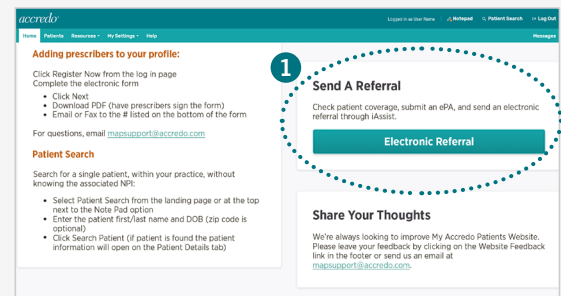 accredo
Logged in as User Name Notepad Patient Search Log Out
Home Patients Resources My Settings Help Messages
Adding prescribers to your profile:
Click Register Now from the log in page
Complete the electronic form
• Click Next
• Download PDF (have prescribers sign the form)
• Email or Fax to the # listed on the bottom of the form
For questions, email mapsupport@accredo.com
Patient Search
Search for a single patient, within your practice, without
knowing the associated NPI:
• Select Patient Search from the landing page or at the top
next to the Note Pad option
• Enter the patient first/last name and DOB (zip code is
optional)
• Click Search Patient (if patient is found the patient
information will open on the Patient Details tab)
1
Send A Referral
Check patient coverage, submit an ePA, and send an electronic
referral through iAssist.
Electronic Referral
Share Your Thoughts
We're always looking to improve My Accredo Patients Website.
Please leave your feedback by clicking on the Website Feedback
link in the footer or send us an email at
mapsupport@accredo.com.